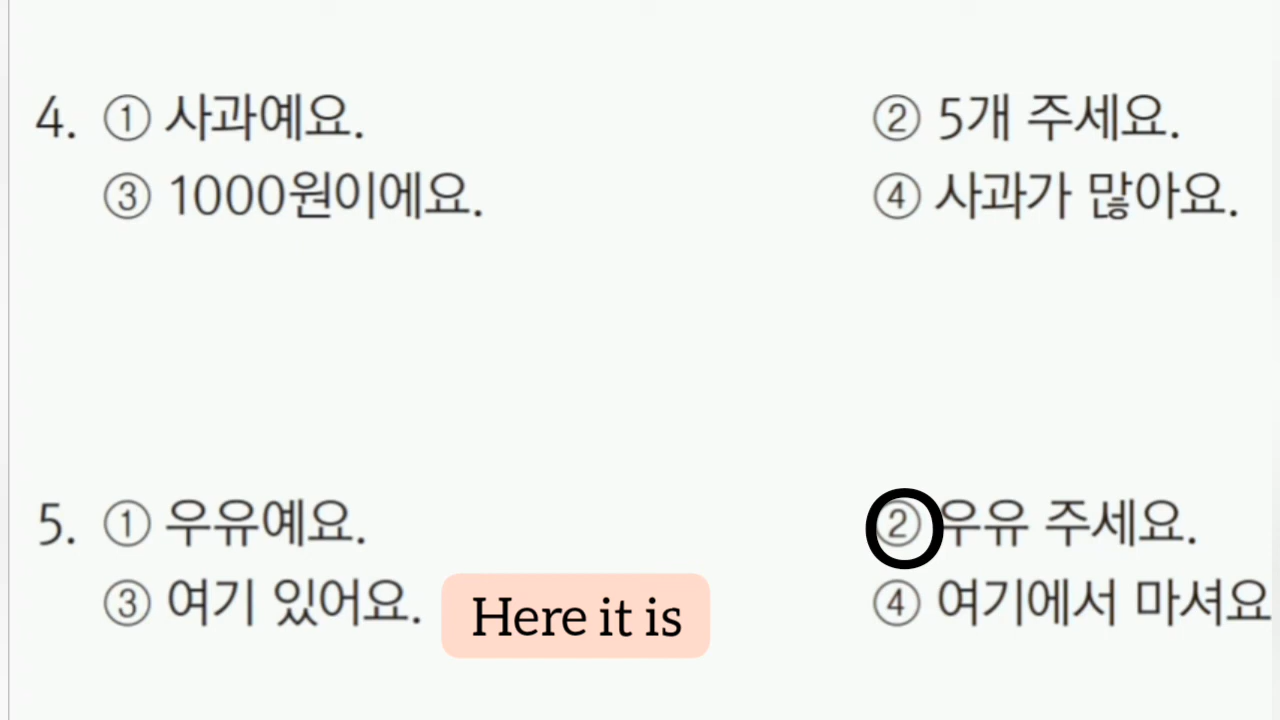 4. ① 사과예요. ② 5개 주세요.
③ 1000원이에요. ④ 사과가 많아요.
5. ① 우유예요. ② 우유 주세요.
③ 여기 있어요. Here it is ④ 여기에서 마셔요